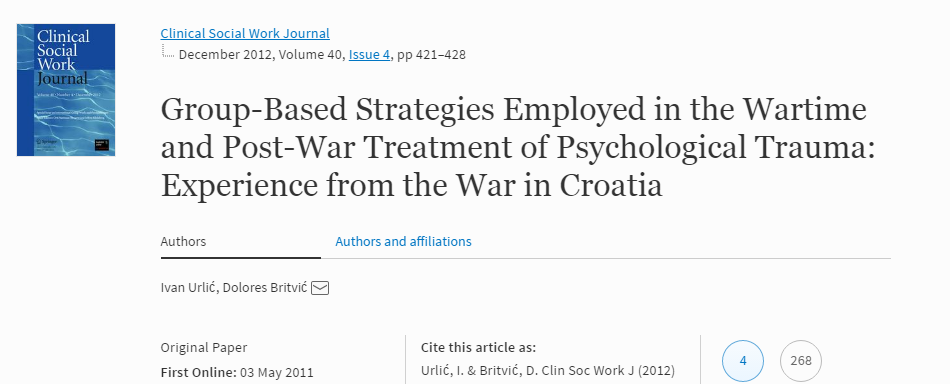 Clinical
Social
Work
Journal
Clinical Social Work Journal
December 2012, Volume 40, Issue 4, pp 421–428
Group-Based Strategies Employed in the Wartime
and Post-War Treatment of Psychological Trauma:
Experience from the War in Croatia
Authors
Authors and affiliations
Ivan Urlić, Dolores Britvić
Original Paper
First Online: 03 May 2011
Cite this article as:
Urlić, I. & Britvić, D. Clin Soc Work J (2012)
4
268